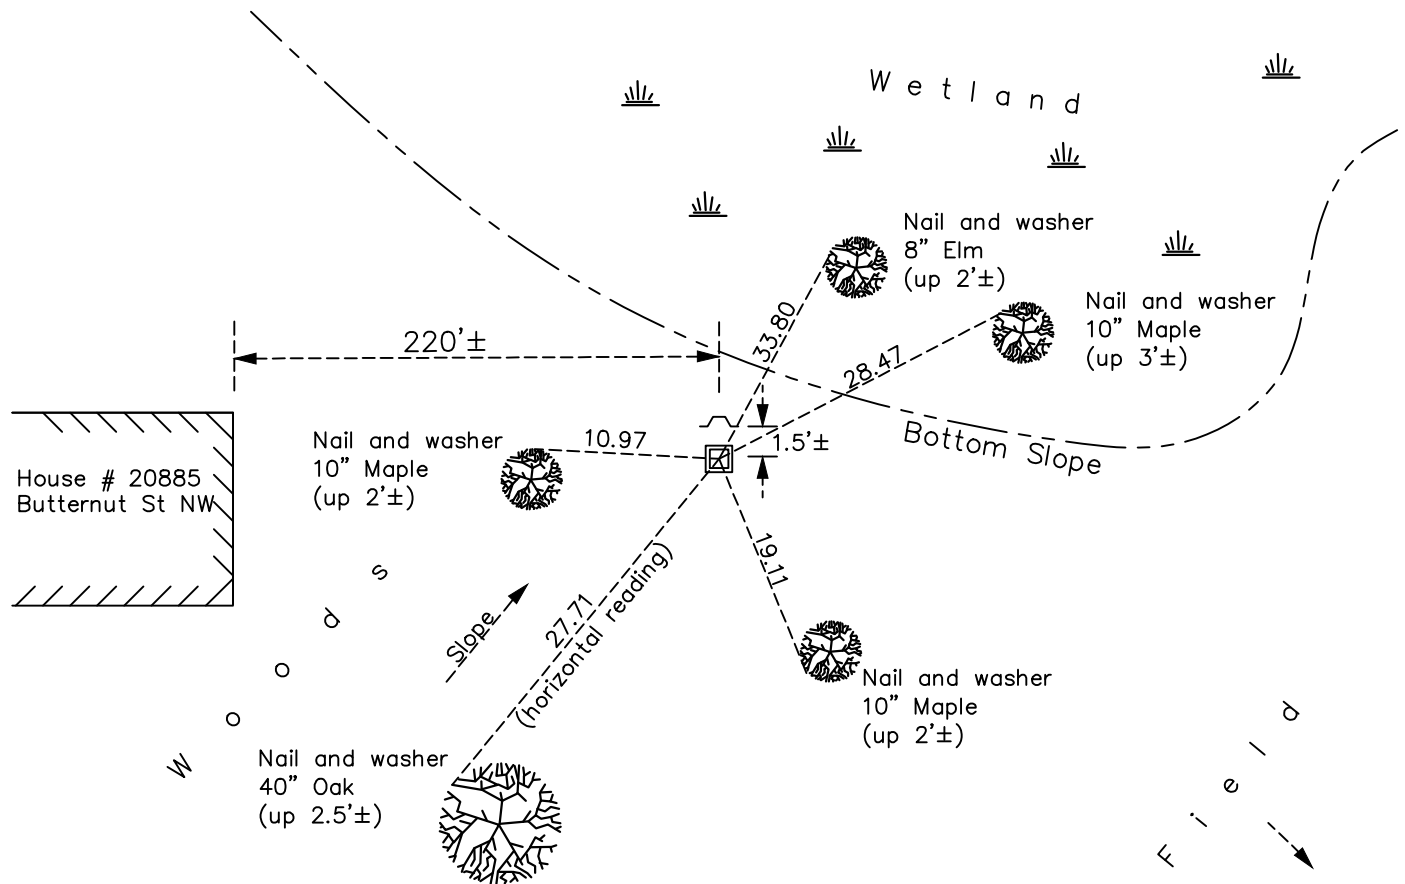 Wetland
Nail and washer
8” Elm
(up 2’±)
Nail and washer
10” Maple
(up 3’±)
33.80
220’±
28.47
Nail and washer
10” Maple
(up 2’±)
10.97
1.5’±
Bottom Slope
House # 20885
Butternut St NW
19.11
Woods
Slope
27.71
(horizontal reading)
Nail and washer
10” Maple
(up 2’±)
Nail and washer
40” Oak
(up 2.5’±)
Field